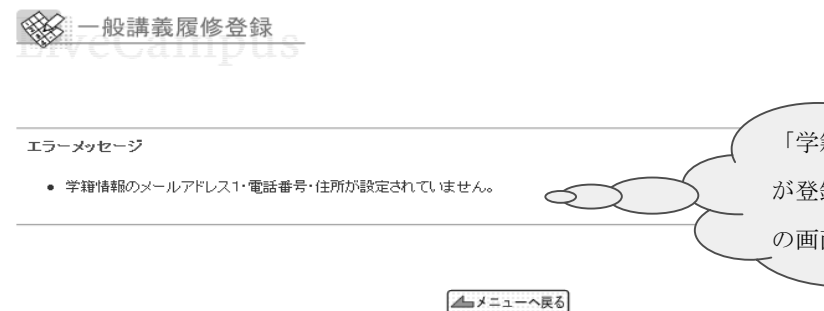 一般講義履修登録
LiveCampus
エラーメッセージ
● 学籍情報のメールアドレス1・電話番号・住所が設定されていません。
「学籍
が登録
の画面
メニューへ戻る